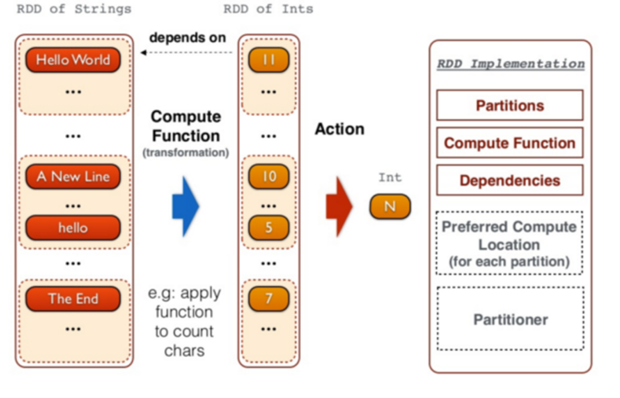 RDD of Strings
RDD of Ints
depends on
Hello World
...
...
A New Line
...
hello
...
The End
...
Compute
Function
(transformation)
e.g: apply
function
to count
chars
11
...
...
10
...
5
...
7
...
Action
Int
N
RDD Implementation
Partitions
Compute Function
Dependencies
Preferred Compute
Location
(for each partition)
Partitioner